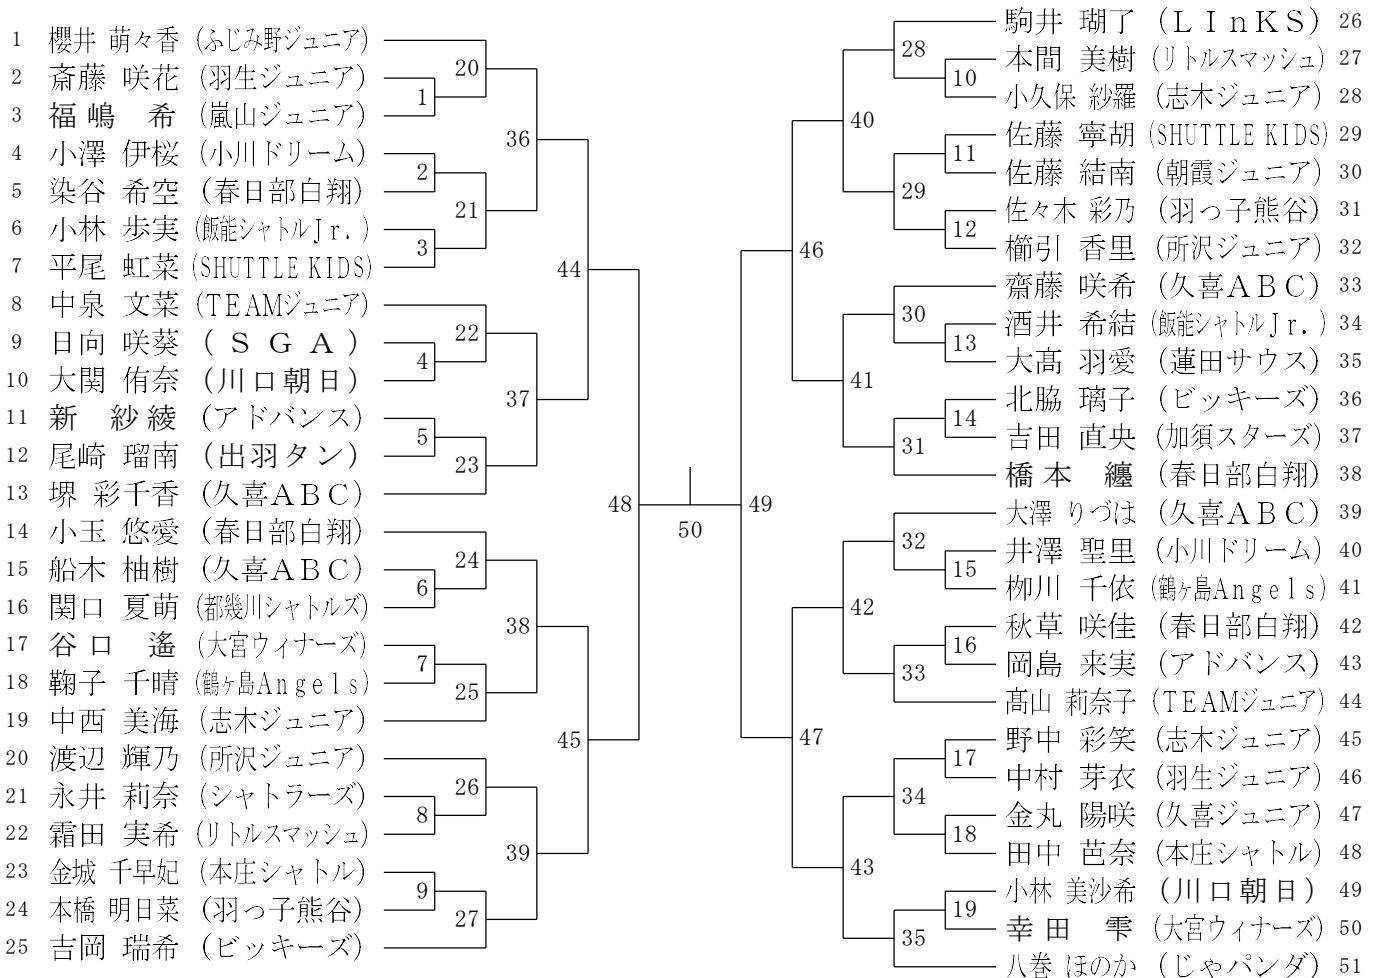 1 櫻井 萌々香 (ふじみ野ジュニア)
2 斎藤 咲花 (羽生ジュニア)
3 福嶋 希 (嵐山ジュニア)
4 小澤 伊桜 (小川ドリーム)
5 染谷 希空 (春日部白翔)
6 小林 歩実 (飯能シャトルJr.)
7 平尾 虹菜 (SHUTTLE KIDS)
8 中泉 文菜 (TEAMジュニア)
9 日向 咲葵 (SGA)
10 大関 侑奈 (川口朝日)
11 新 紗綾 (アドバンス)
12 尾崎 瑠南 (出羽タン)
13 堺 彩千香 (久喜ABC)
14 小玉 悠愛 (春日部白翔)
15 船木 柚樹 (久喜ABC)
16 関口 夏萌 (都幾川シャトルズ)
17 谷口 遙 (大宮ウィナーズ)
18 鞠子 千晴 (鶴ヶ島Angels)
19 中西 美海 (志木ジュニア)
20 渡辺 輝乃 (所沢ジュニア)
21 永井 莉奈 (シャトラーズ)
22 霜田 実希 (リトルスマッシュ)
23 金城 千早妃 (本庄シャトル)
24 本橋 明日菜 (羽っ子熊谷)
25 吉岡 瑞希 (ビッキーズ)
1
2
3
4
5
6
7
8
9
20
21
22
23
24
25
26
27
36
37
38
39
44
45
48
50
49
46
47
40
41
42
43
28
29
30
31
32
33
34
35
10
11
12
13
14
15
16
17
18
19
駒井 瑚了 (LInKS) 26
本間 美樹 (リトルスマッシュ) 27
小久保 紗羅 (志木ジュニア) 28
佐藤 寧胡 (SHUTTLE KIDS) 29
佐藤 結南 (朝霞ジュニア) 30
佐々木 彩乃 (羽っ子熊谷) 31
櫛引 香里 (所沢ジュニア) 32
齋藤 咲希 (久喜ABC) 33
酒井 希結 (飯能シャトルJr.) 34
大髙 羽愛 (蓮田サウス) 35
北脇 璃子 (ビッキーズ) 36
吉田 直央 (加須スターズ) 37
橋本 纏 (春日部白翔) 38
大澤 りづは (久喜ABC) 39
井澤 聖里 (小川ドリーム) 40
栁川 千依 (鶴ヶ島Angels) 41
秋草 咲佳 (春日部白翔) 42
岡島 来実 (アドバンス) 43
髙山 莉奈子 (TEAMジュニア) 44
野中 彩笑 (志木ジュニア) 45
中村 芽衣 (羽生ジュニア) 46
金丸 陽咲 (久喜ジュニア) 47
田中 芭奈 (本庄シャトル) 48
小林 美沙希 (川口朝日) 49
幸田 雫 (大宮ウィナーズ) 50
八巻 ほのか (じゃパンダ) 51